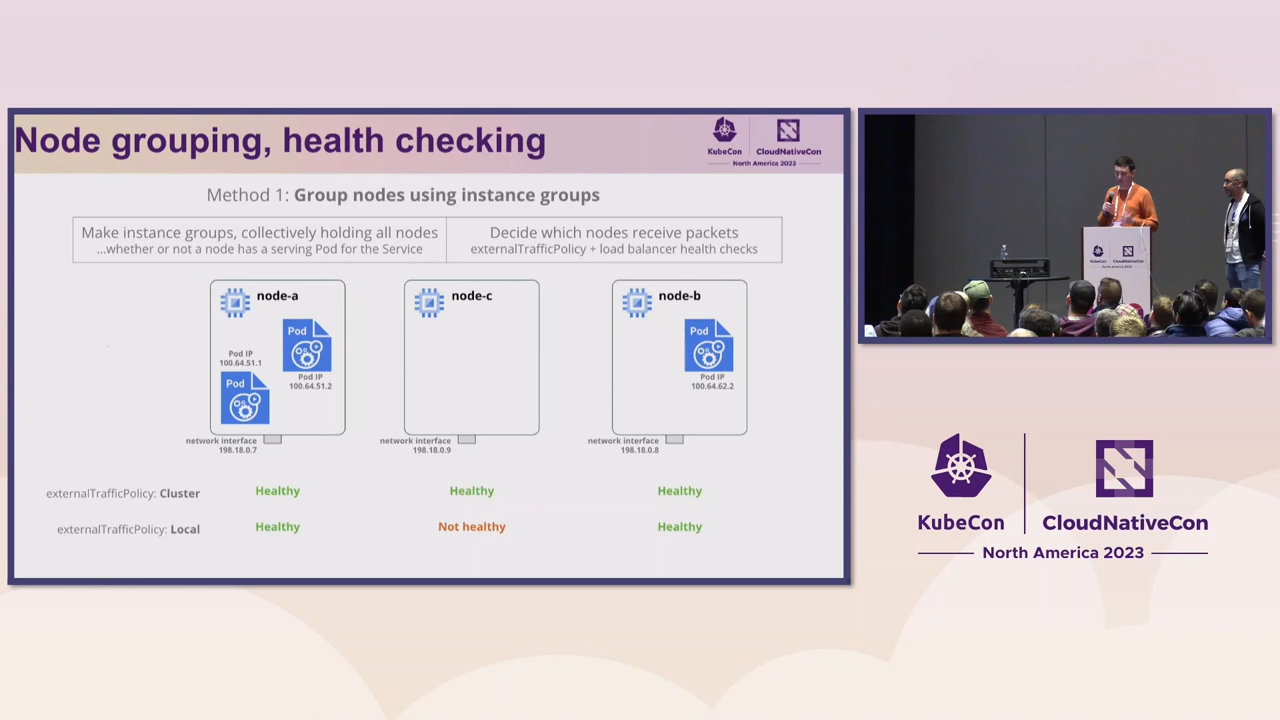 Node grouping, health checking
KubeCon
CloudNativeCon
North America 2023
Method 1: Group nodes using instance groups
Make instance groups, collectively holding all nodes
...whether or not a node has a serving Pod for the Service
Decide which nodes receive packets
externalTrafficPolicy + load balancer health checks
node-a
Pod
Pod IP
100.64.51.1
Pod IP
100.64.51.2
Pod
network interface
198.18.0.7
node-c
network interface
198.18.0.9
node-b
Pod
Pod IP
100.64.62.2
network interface
198.18.0.8
externalTrafficPolicy: Cluster
Healthy
Healthy
Healthy
externalTrafficPolicy: Local
Healthy
Not healthy
Healthy
KubeCon
CloudNativeCon
North America 2023